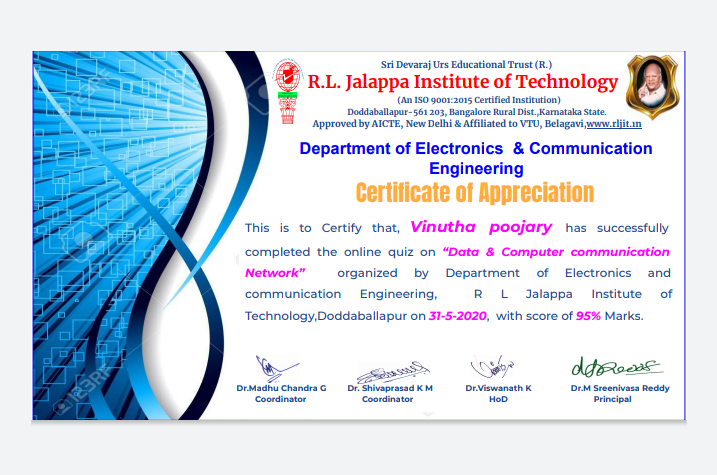 Sri Devaraj Urs Educational Trust (R.)
R.L. Jalappa Institute of Technology
(An ISO 9001:2015 Certified Institution)
Doddaballapur-561 203, Bangalore Rural Dist.,Karnataka State.
Approved by AICTE, New Delhi & Affiliated to VTU, Belagavi,www.rljit.in
Department of Electronics & Communication
Engineering
Certificate of Appreciation
This is to Certify that, Vinutha poojary has successfully
completed the online quiz on “Data & Computer communication
Network” organized by Department of Electronics and
communication Engineering, R L Jalappa Institute of
Technology,Doddaballapur on 31-5-2020, with score of 95% Marks.
Dr.Madhu Chandra G
Coordinator
Dr. Shivaprasad K M
Coordinator
Dr.Viswanath K
HoD
Dr.M Sreenivasa Reddy
Principal